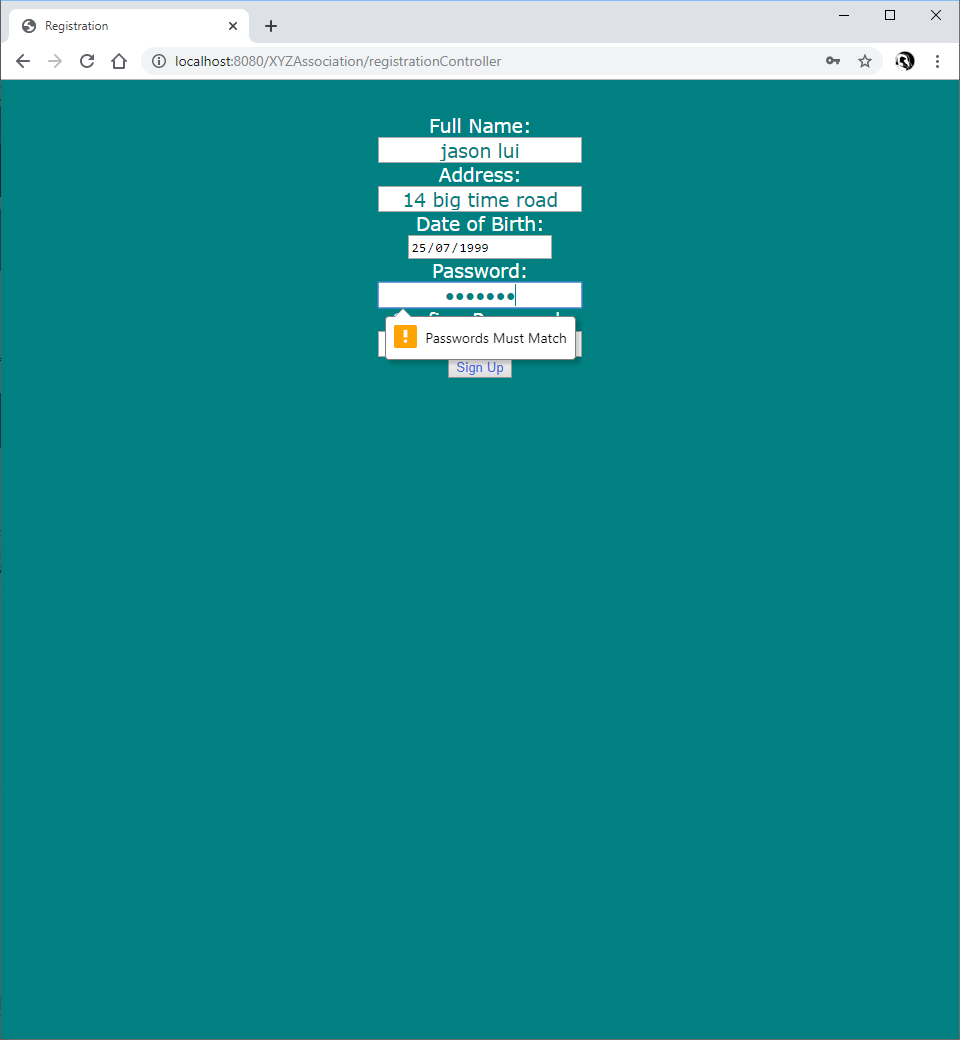 Registration
localhost:8080/XYZAssociation/registrationController
Full Name:
jason lui
Address:
14 big time road
Date of Birth:
25/07/1999
Password:
•••••••
Passwords Must Match
Sign Up